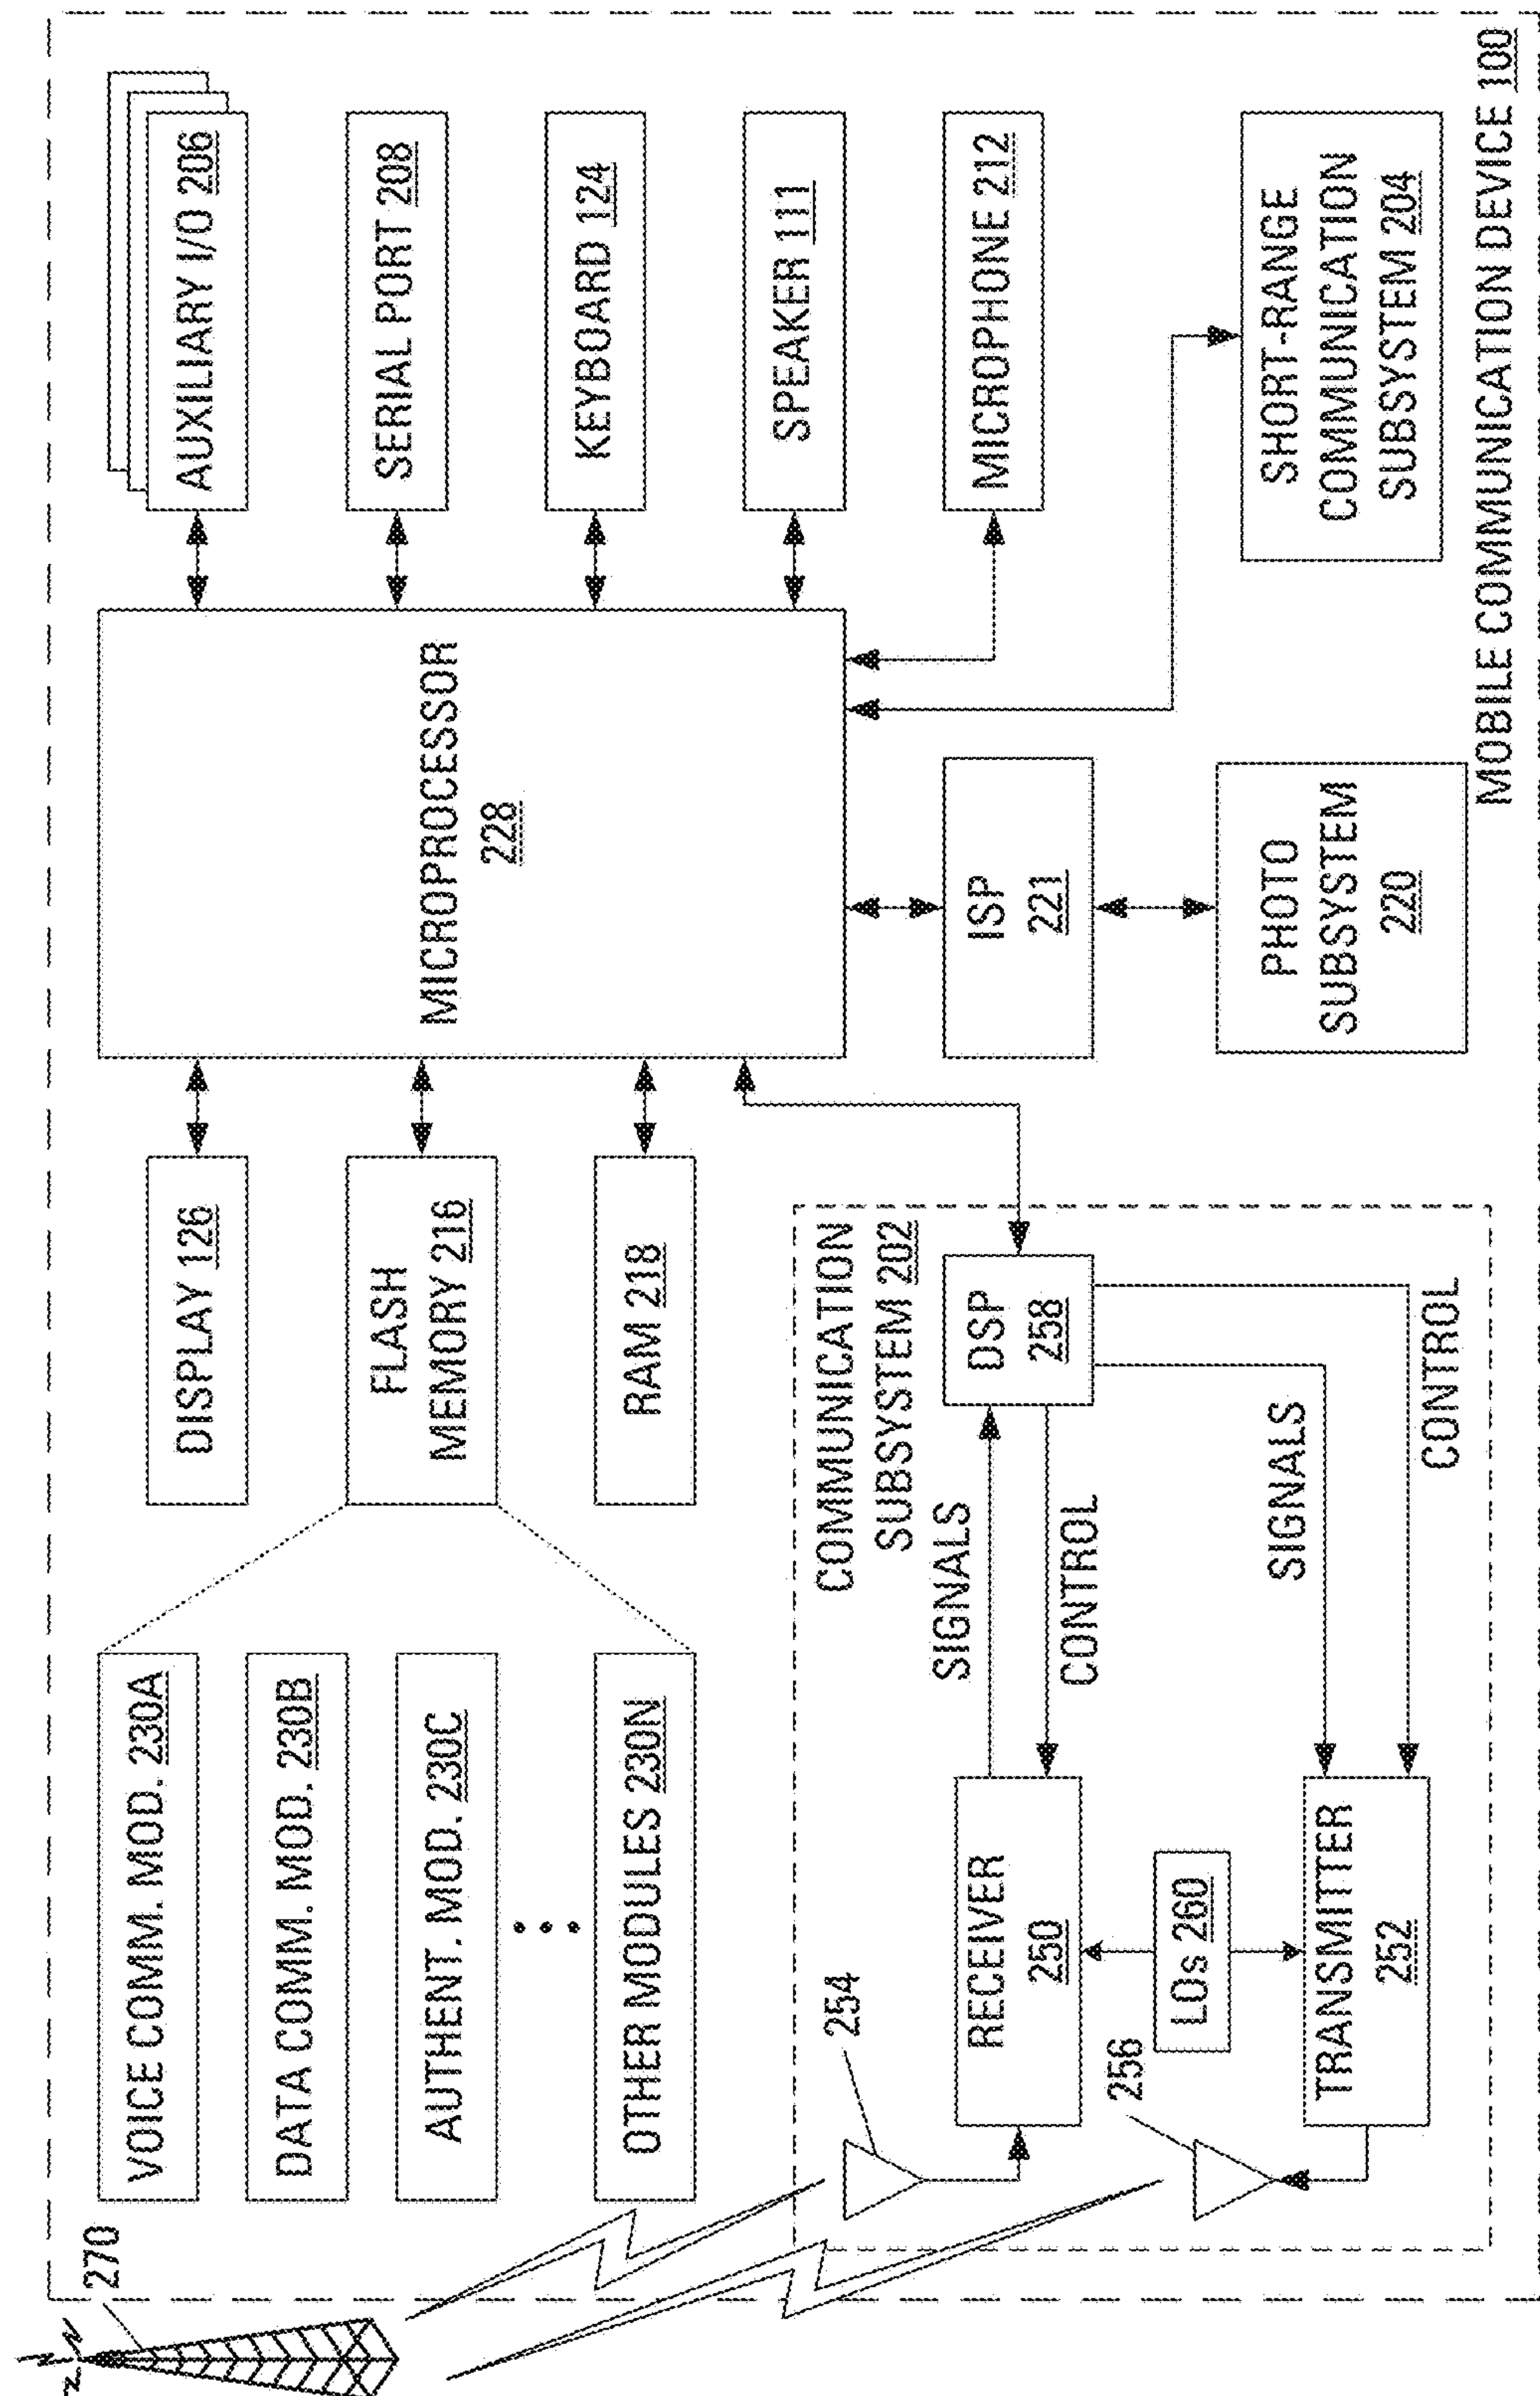 270
VOICE COMM. MOD. 230A
DATA COMM. MOD. 230B
AUTHENT. MOD. 230C
OTHER MODULES 230N
DISPLAY 126
FLASH
MEMORY 216
RAM 218
MICROPROCESSOR
228
AUXILIARY I/O 206
SERIAL PORT 208
KEYBOARD 124
SPEAKER 111
MICROPHONE 212
SHORT-RANGE
COMMUNICATION
SUBSYSTEM 204
ISP
221
PHOTO
SUBSYSTEM
220
COMMUNICATION
SUBSYSTEM 202
DSP
258
SIGNALS
CONTROL
SIGNALS
CONTROL
254
RECEIVER
250
256
LOs 260
TRANSMITTER
252
MOBILE COMMUNICATION DEVICE 100